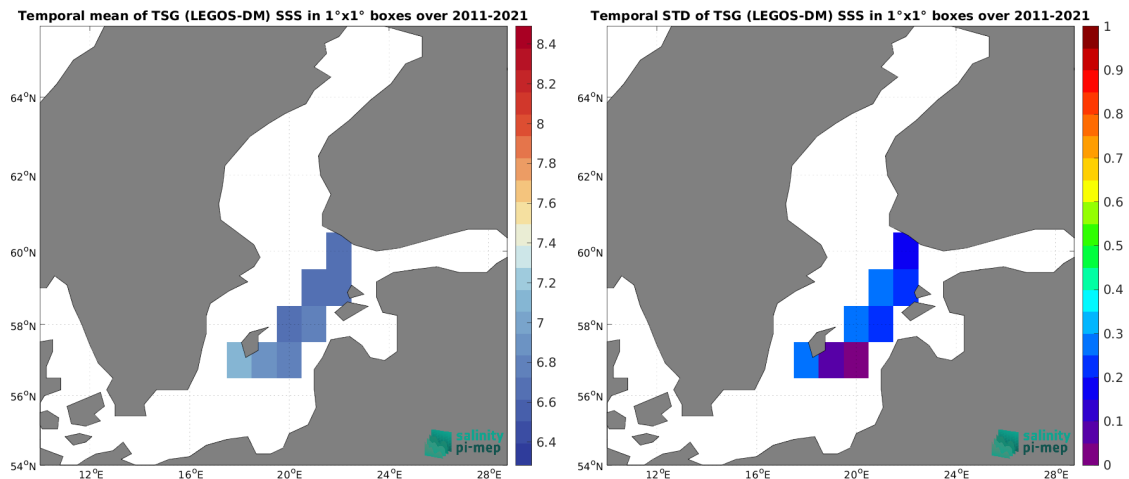 Temporal mean of TSG (LEGOS-DM) SSS in 1°x1° boxes over 2011-2021
64°N
62°N
60°N
58°N
56°N
54°N
12°E
16°E
20°E
24°E
28°E
8.4
8.2
8
7.8
7.6
7.4
7.2
7
6.8
6.6
6.4
salinity
pi-mep
Temporal STD of TSG (LEGOS-DM) SSS in 1°x1° boxes over 2011-2021
64°N
62°N
60°N
58°N
56°N
54°N
12°E
16°E
20°E
24°E
28°E
1
0.9
0.8
0.7
0.6
0.5
0.4
0.3
0.2
0.1
0
salinity
pi-mep